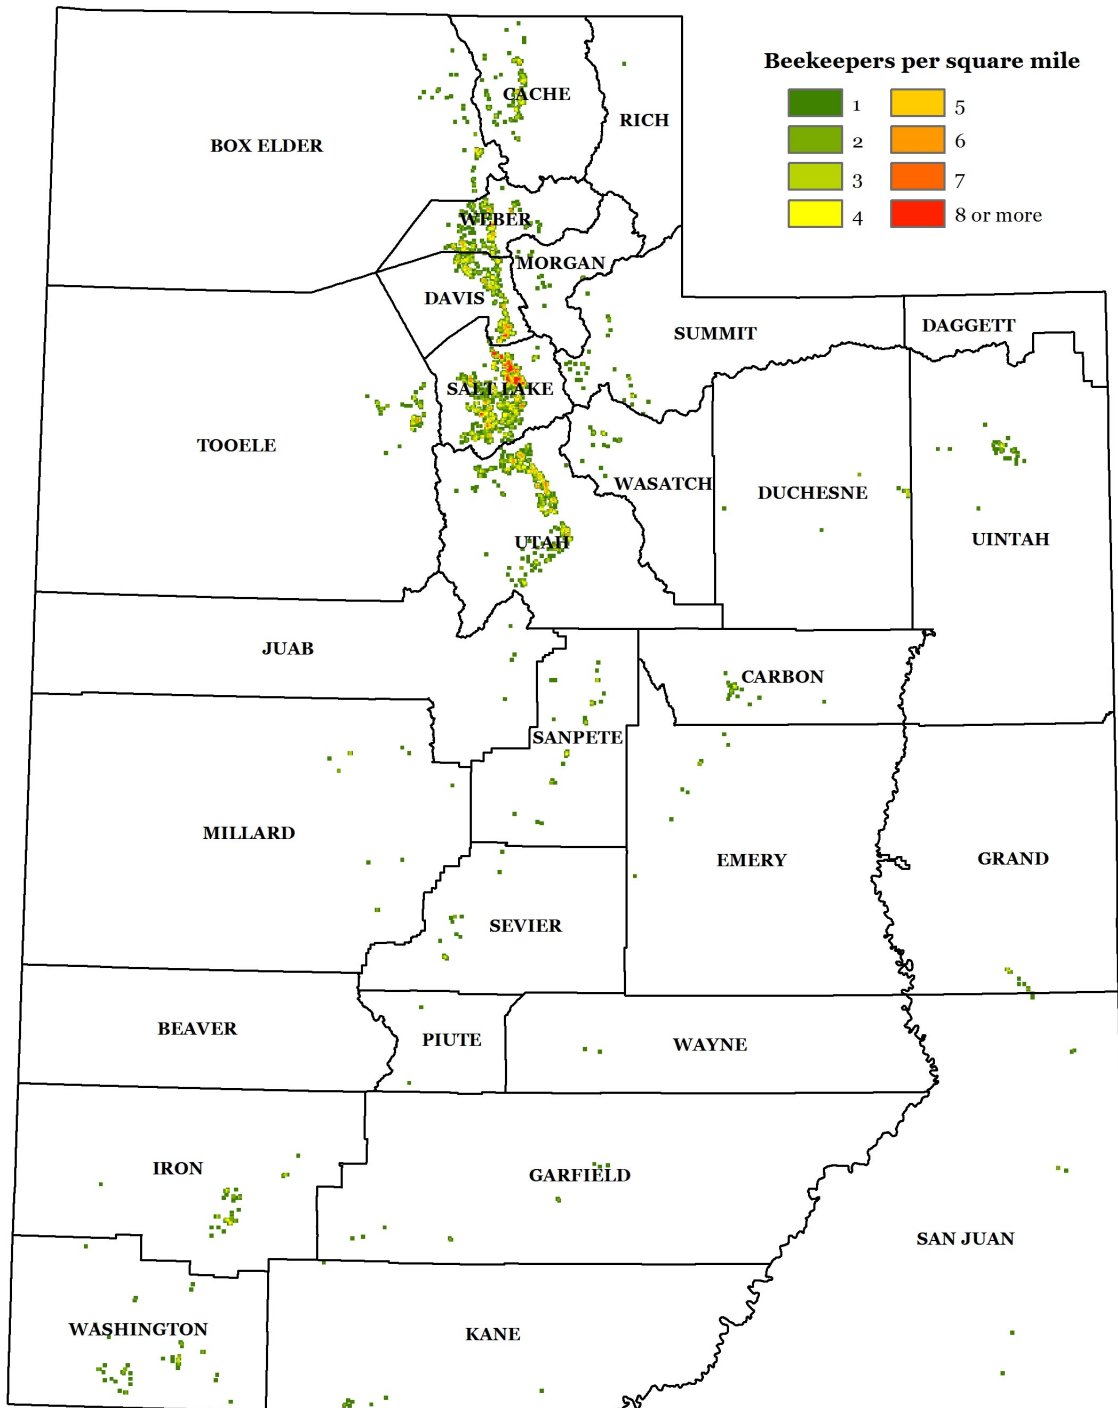 Beekeepers per square mile
1
5
2
6
3
7
4
8 or more
CACHE
RICH
BOX ELDER
WEBER
MORGAN
DAVIS
SUMMIT
DAGGETT
SALT LAKE
TOOELE
WASATCH
DUCHESNE
UTAH
UINTAH
JUAB
CARBON
SANPETE
MILLARD
EMERY
GRAND
SEVIER
BEAVER
PIUTE
WAYNE
IRON
GARFIELD
SAN JUAN
WASHINGTON
KANE